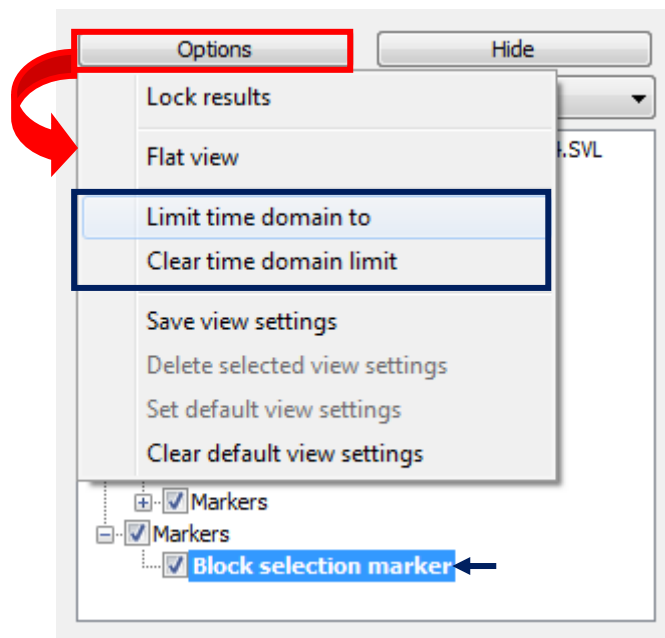 Options Hide
Lock results
Flat view
4.SVL
Limit time domain to
Clear time domain limit
Save view settings
Delete selected view settings
Set default view settings
Clear default view settings
Markers
Markers
Block selection marker